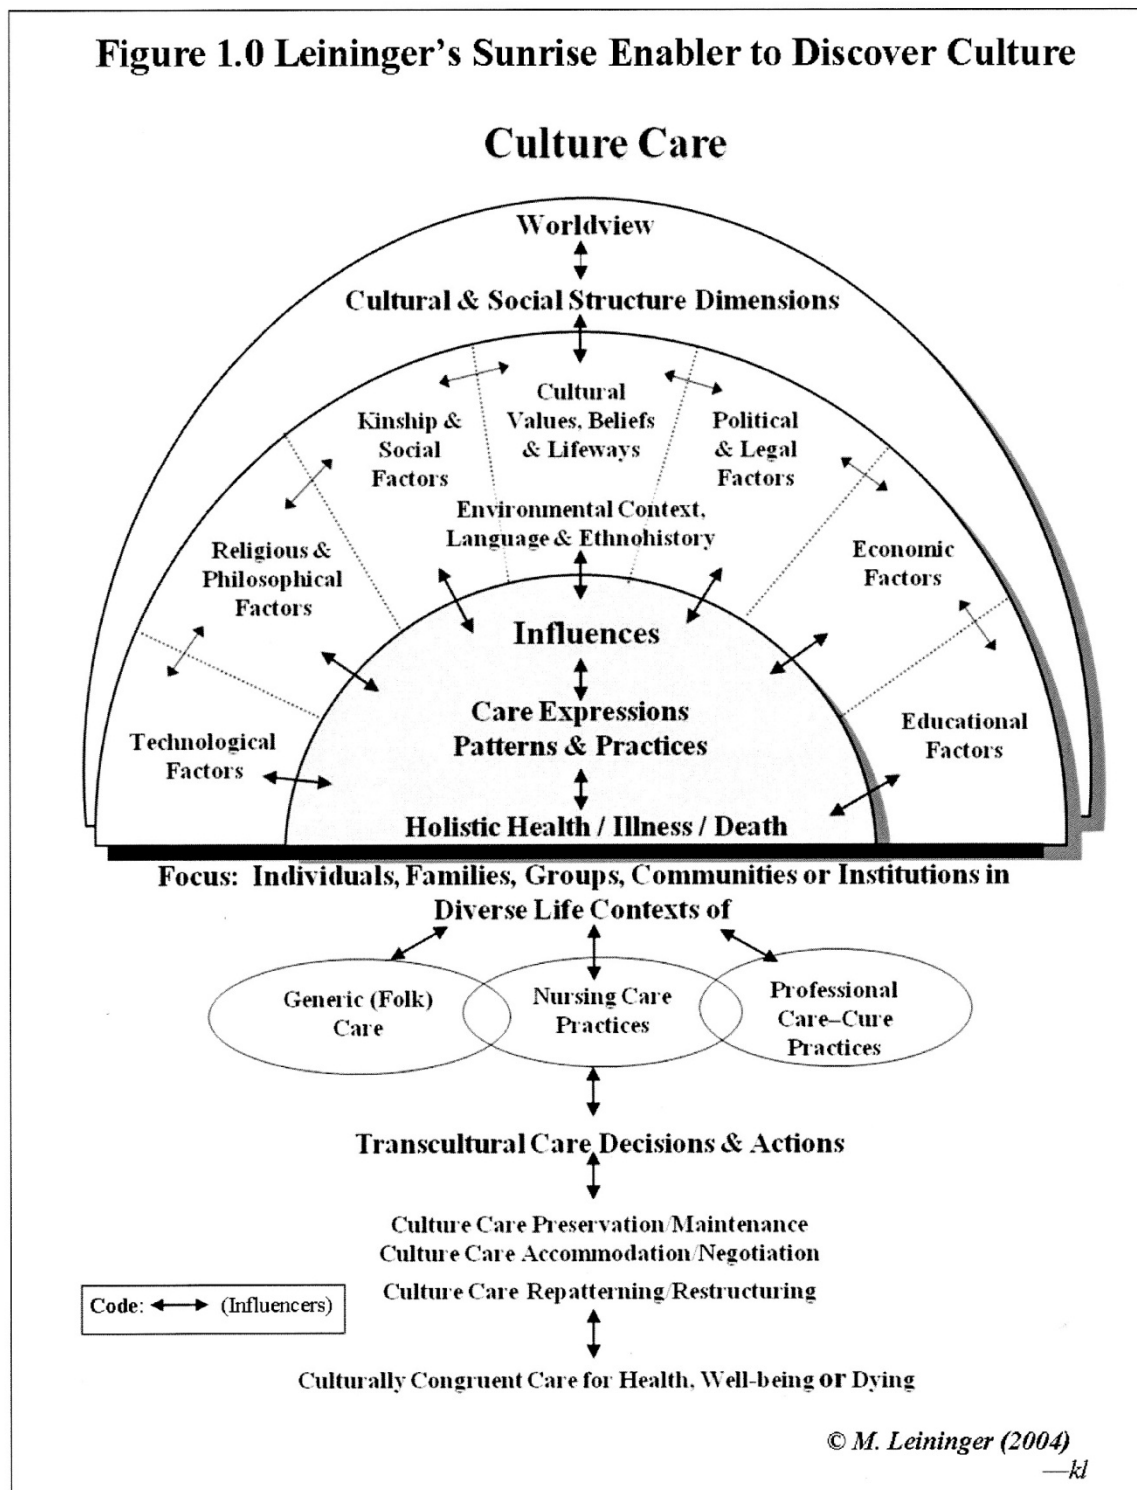 Figure 1.0 Leininger's Sunrise Enabler to Discover Culture
Culture Care
Worldview
Cultural & Social Structure Dimensions
Kinship &
Social
Factors
Cultural
Values, Beliefs
& Lifeways
Political
& Legal
Factors
Environmental Context,
Language & Ethnohistory
Religious &
Philosophical
Factors
Economic
Factors
Influences
Care Expressions
Patterns & Practices
Technological
Factors
Educational
Factors
Holistic Health / Illness / Death
Focus: Individuals, Families, Groups, Communities or Institutions in
Diverse Life Contexts of
Generic (Folk)
Care
Nursing Care
Practices
Professional
Care–Cure
Practices
Transcultural Care Decisions & Actions
Culture Care Preservation/Maintenance
Culture Care Accommodation/Negotiation
Culture Care Repatterning/Restructuring
Code: ↔ (Influencers)
Culturally Congruent Care for Health, Well-being or Dying
© M. Leininger (2004)
—kl